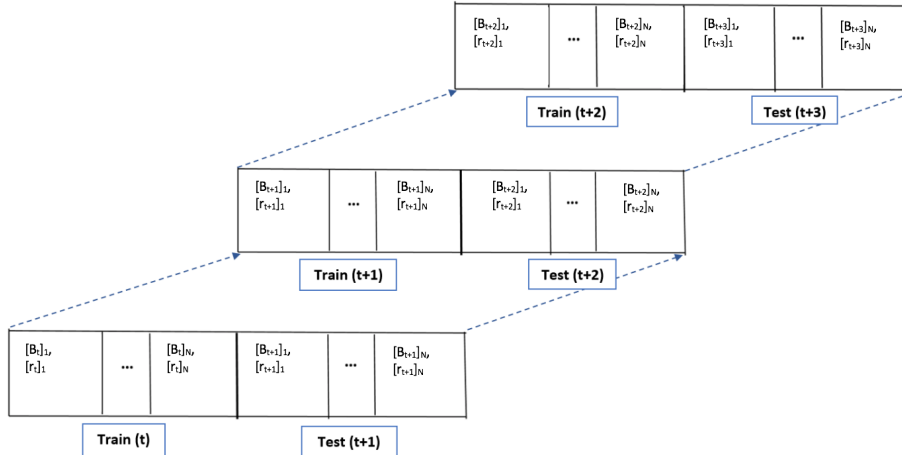 [Bₜ₊₂]₁, ... [Bₜ₊₂]N, [Bₜ₊₃]₁, ... [Bₜ₊₃]N,
[rₜ₊₂]₁ [rₜ₊₂]N [rₜ₊₃]₁ [rₜ₊₃]N
Train (t+2) Test (t+3)
[Bₜ₊₁]₁, ... [Bₜ₊₁]N, [Bₜ₊₂]₁, ... [Bₜ₊₂]N,
[rₜ₊₁]₁ [rₜ₊₁]N [rₜ₊₂]₁ [rₜ₊₂]N
Train (t+1) Test (t+2)
[Bₜ]₁, ... [Bₜ]N, [Bₜ₊₁]₁, ... [Bₜ₊₁]N,
[rₜ]₁ [rₜ]N [rₜ₊₁]₁ [rₜ₊₁]N
Train (t) Test (t+1)